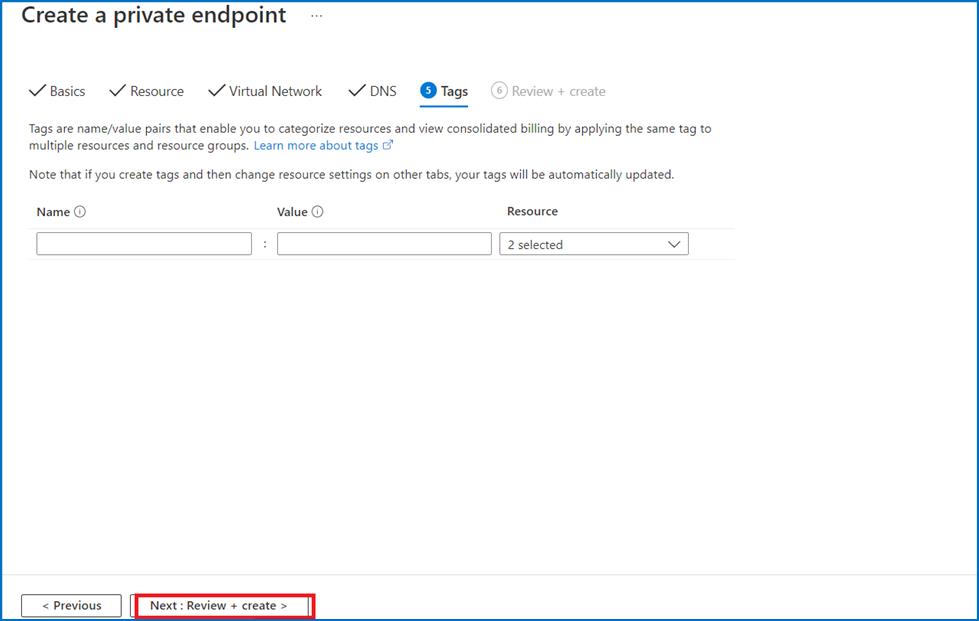 Create a private endpoint ...
Basics Resource Virtual Network DNS 5 Tags 6 Review + create
Tags are name/value pairs that enable you to categorize resources and view consolidated billing by applying the same tag to
multiple resources and resource groups. Learn more about tags
Note that if you create tags and then change resource settings on other tabs, your tags will be automatically updated.
Name Value Resource
: 2 selected
< Previous Next : Review + create >